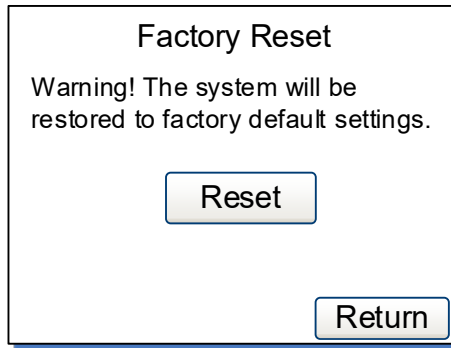 Factory Reset
Warning! The system will be
restored to factory default settings.
Reset
Return